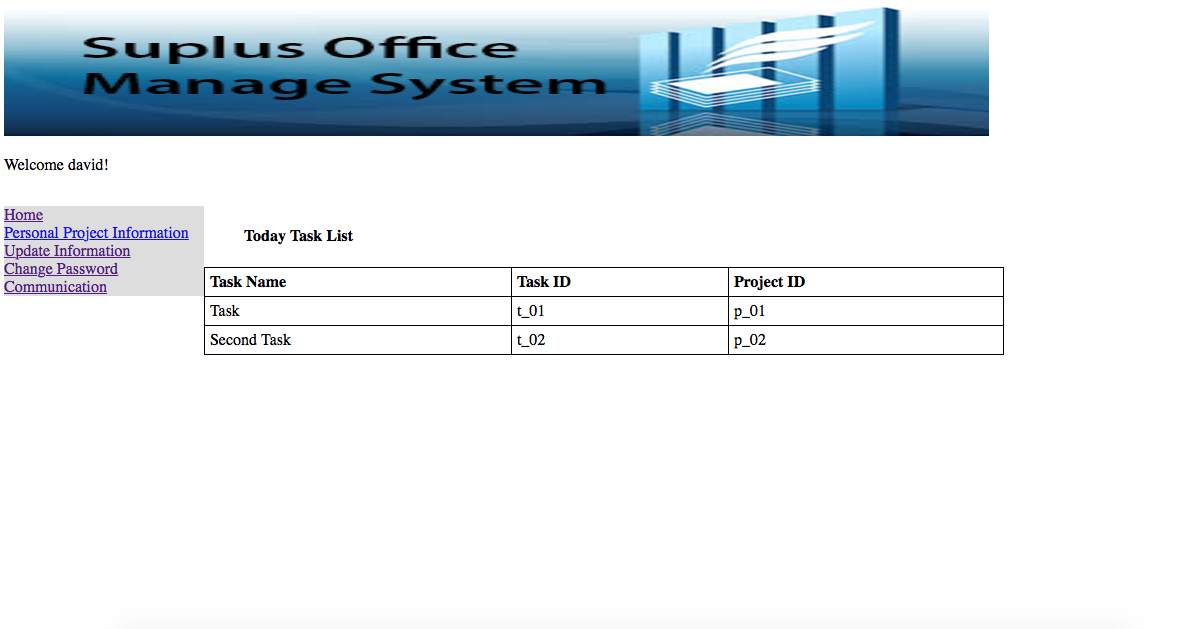 Suplus Office
Manage System
Welcome david!
Home
Personal Project Information
Update Information
Change Password
Communication
Today Task List
Task Name Task ID Project ID
Task t_01 p_01
Second Task t_02 p_02